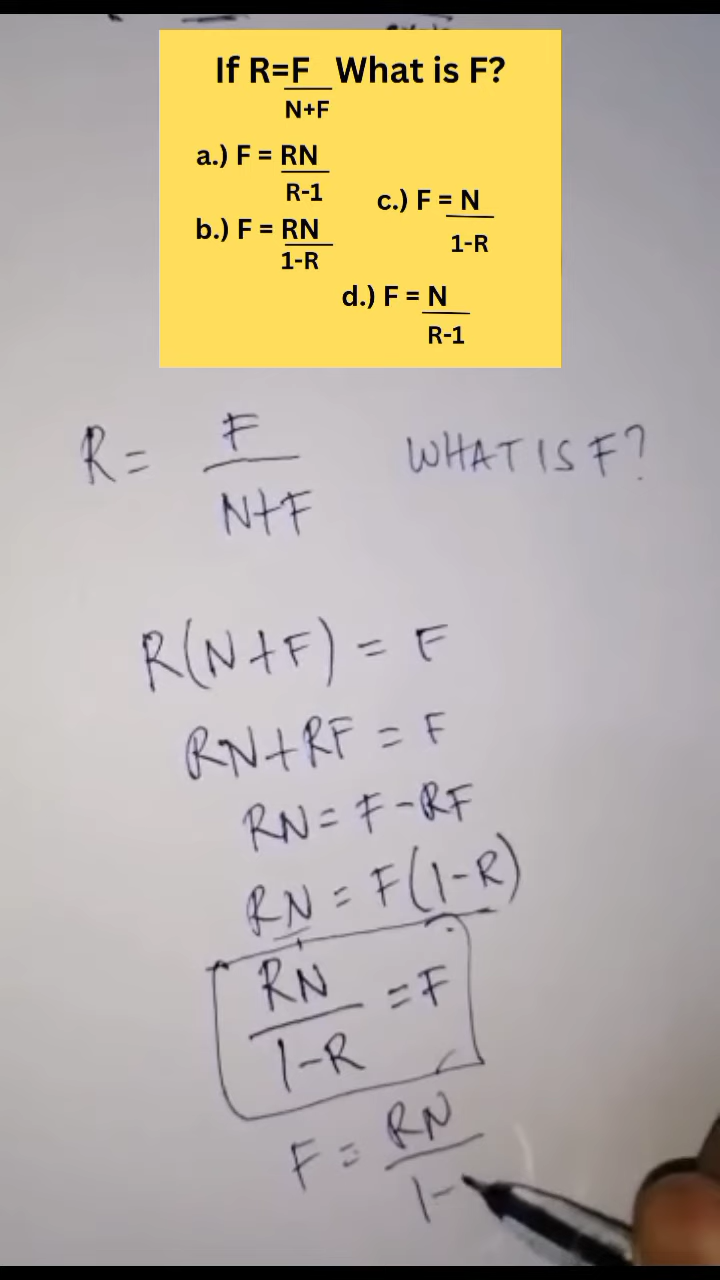 If R=F What is F?
N+F
a.) F = RN
R-1
c.) F = N
1-R
b.) F = RN
1-R
d.) F = N
R-1
R = F WHAT IS F?
N+F
R(N+F) = F
RN+RF = F
RN = F-RF
RN = F(1-R)
RN = F
1-R
F = RN
1-